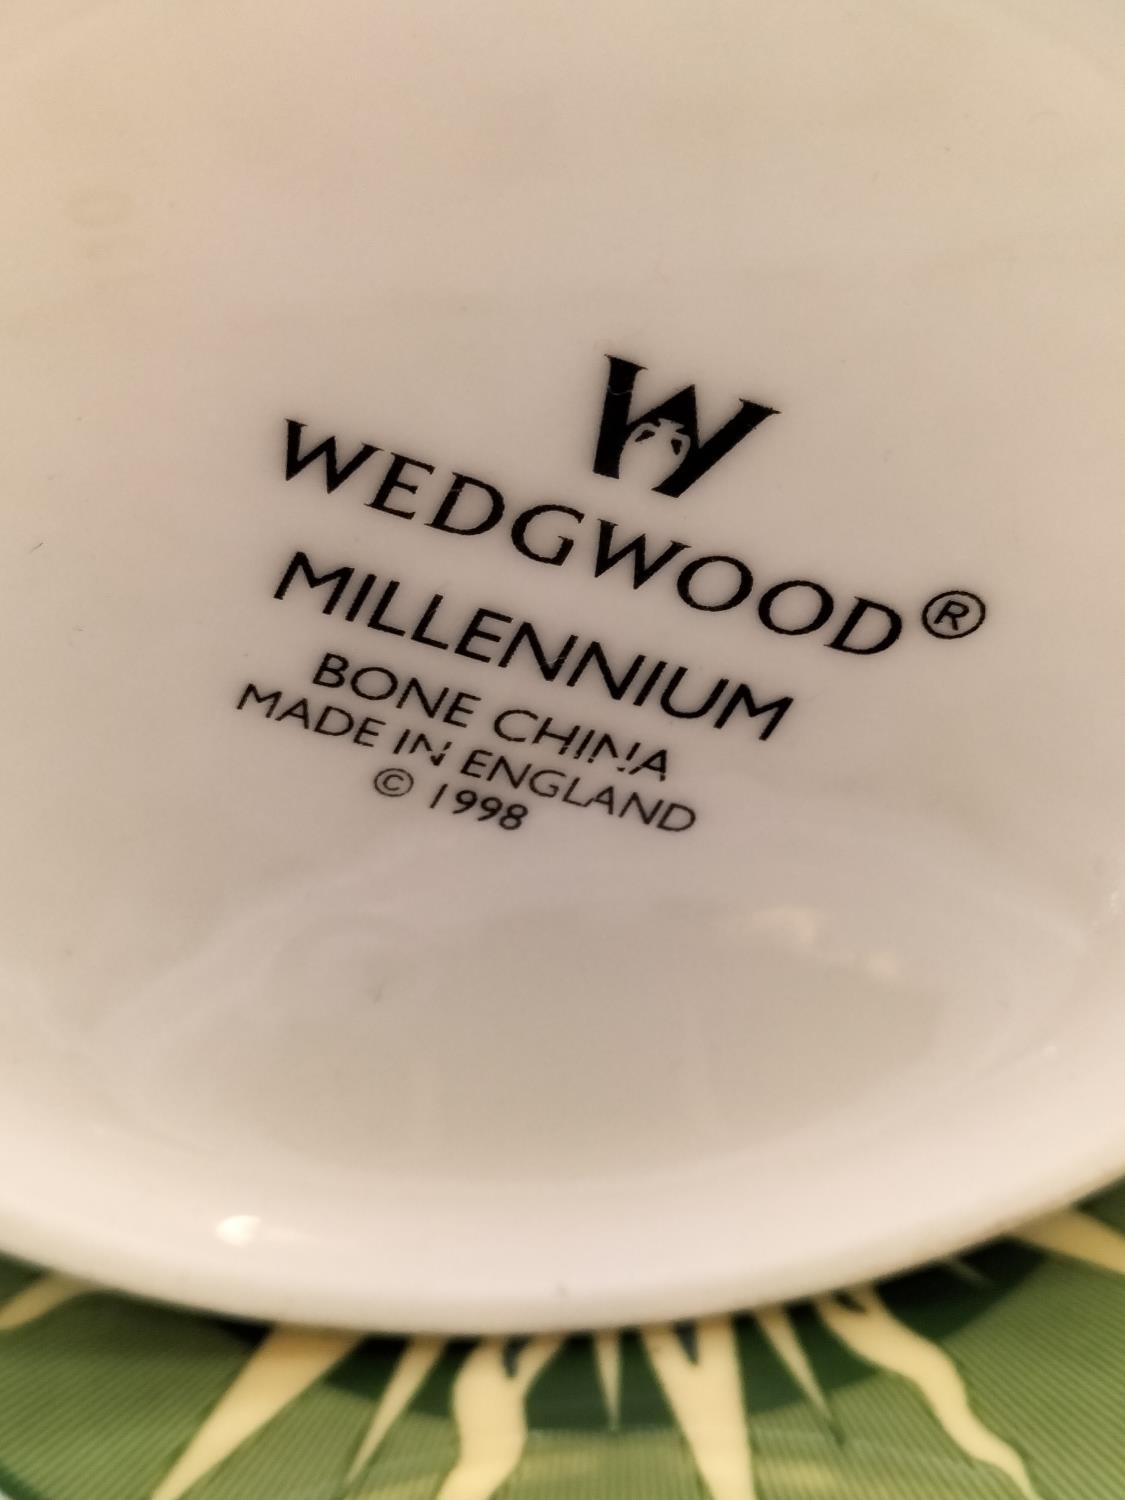 W
WEDGWOOD®
MILLENNIUM
BONE CHINA
MADE IN ENGLAND
© 1998